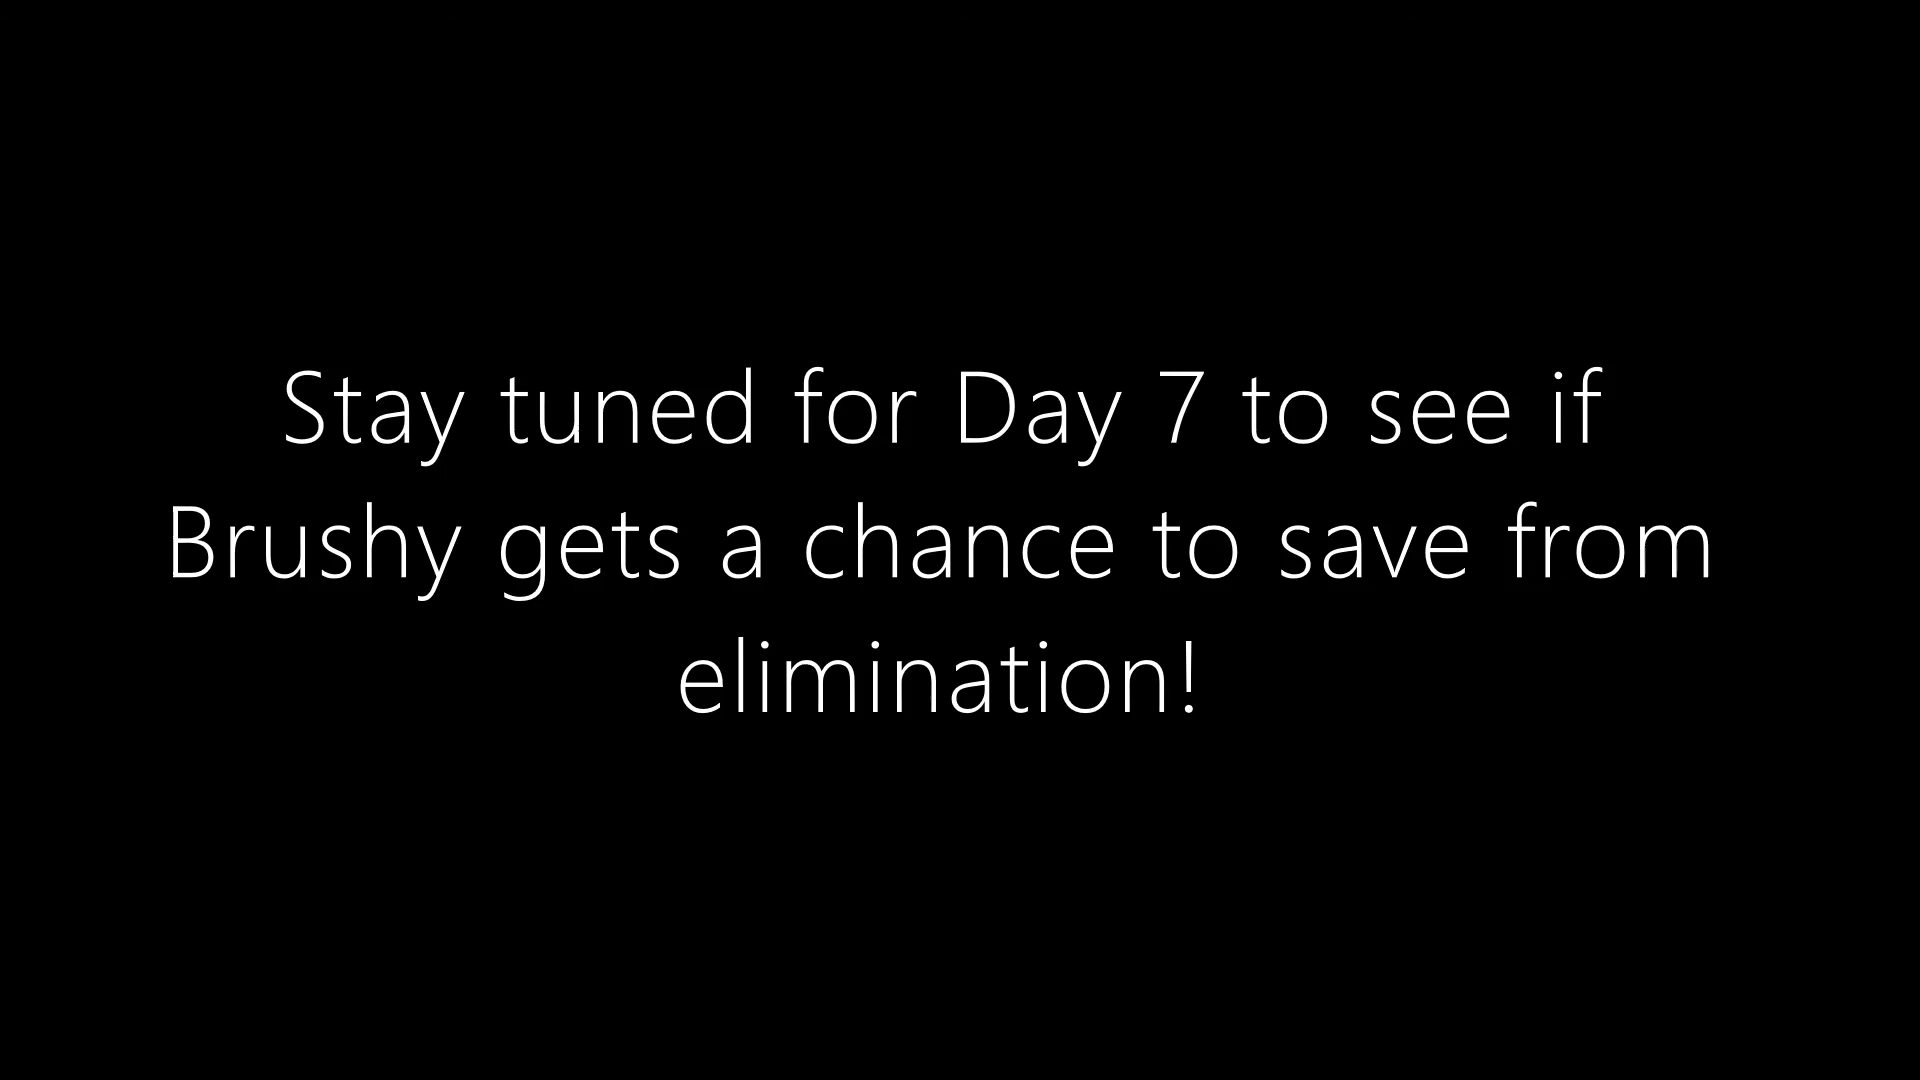 Stay tuned for Day 7 to see if
Brushy gets a chance to save from
elimination!